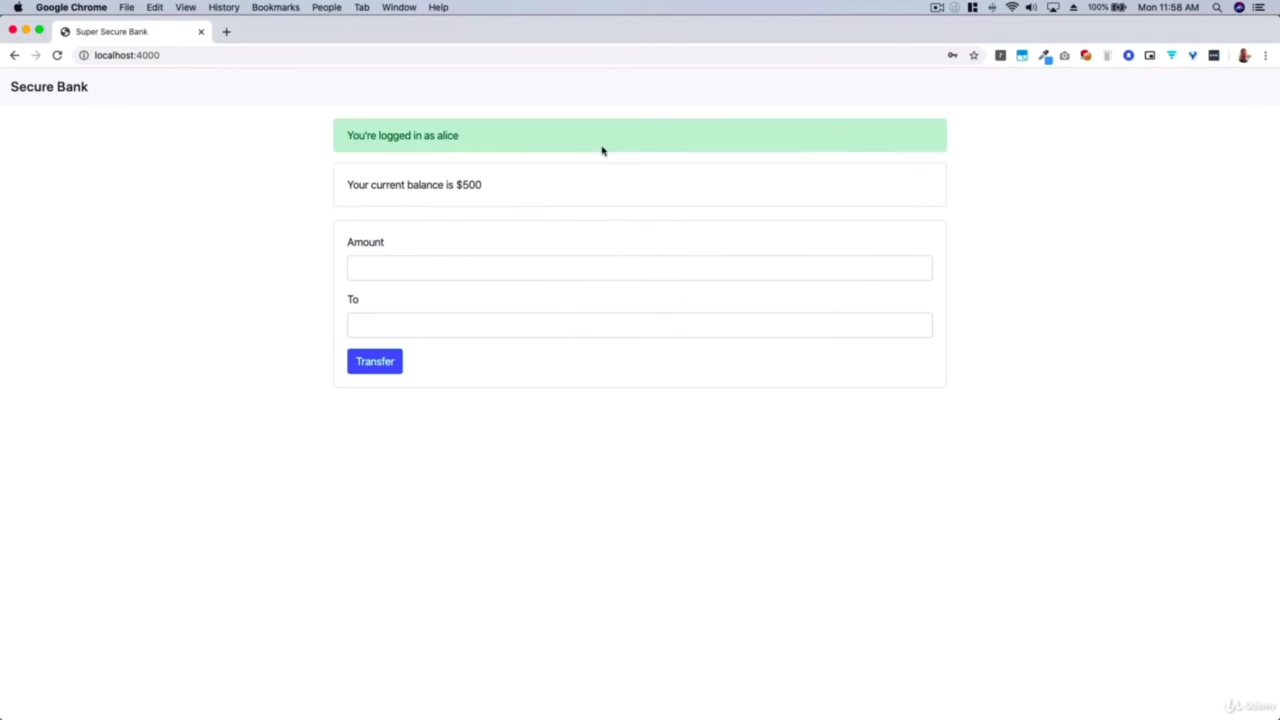 Google Chrome File Edit View History Bookmarks People Tab Window Help 100% Mon 11:58 AM
Super Secure Bank
localhost:4000
Secure Bank
You're logged in as alice
Your current balance is $500
Amount
To
Transfer
Udemy